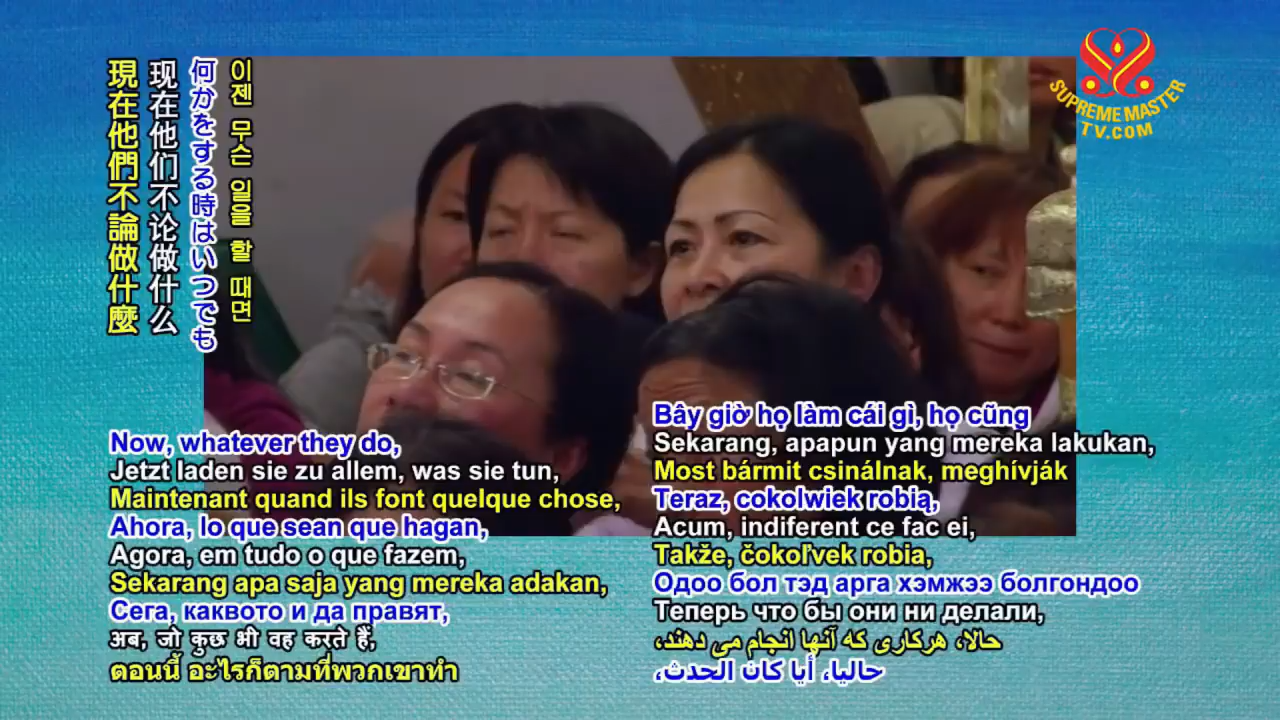 現在他們不論做什麼
现在他们不论做什么
何かをする時はいつでも
이젠 무슨 일을 할 때면
SUPREME MASTER
TV.COM
Now, whatever they do,
Jetzt laden sie zu allem, was sie tun,
Maintenant quand ils font quelque chose,
Ahora, lo que sean que hagan,
Agora, em tudo o que fazem,
Sekarang apa saja yang mereka adakan,
Сега, каквото и да правят,
अब, जो कुछ भी वह करते हैं,
ตอนนี้ อะไรก็ตามที่พวกเขาทำ
Bây giờ họ làm cái gì, họ cũng
Sekarang, apapun yang mereka lakukan,
Most bármit csinálnak, meghívják
Teraz, cokolwiek robią,
Acum, indiferent ce fac ei,
Takže, čokoľvek robia,
Одоо бол тэд арга хэмжээ болгондоо
Теперь что бы они ни делали,
حالا، هرکاری که آنها انجام می دهند،
حاليا، أيا كان الحدث،